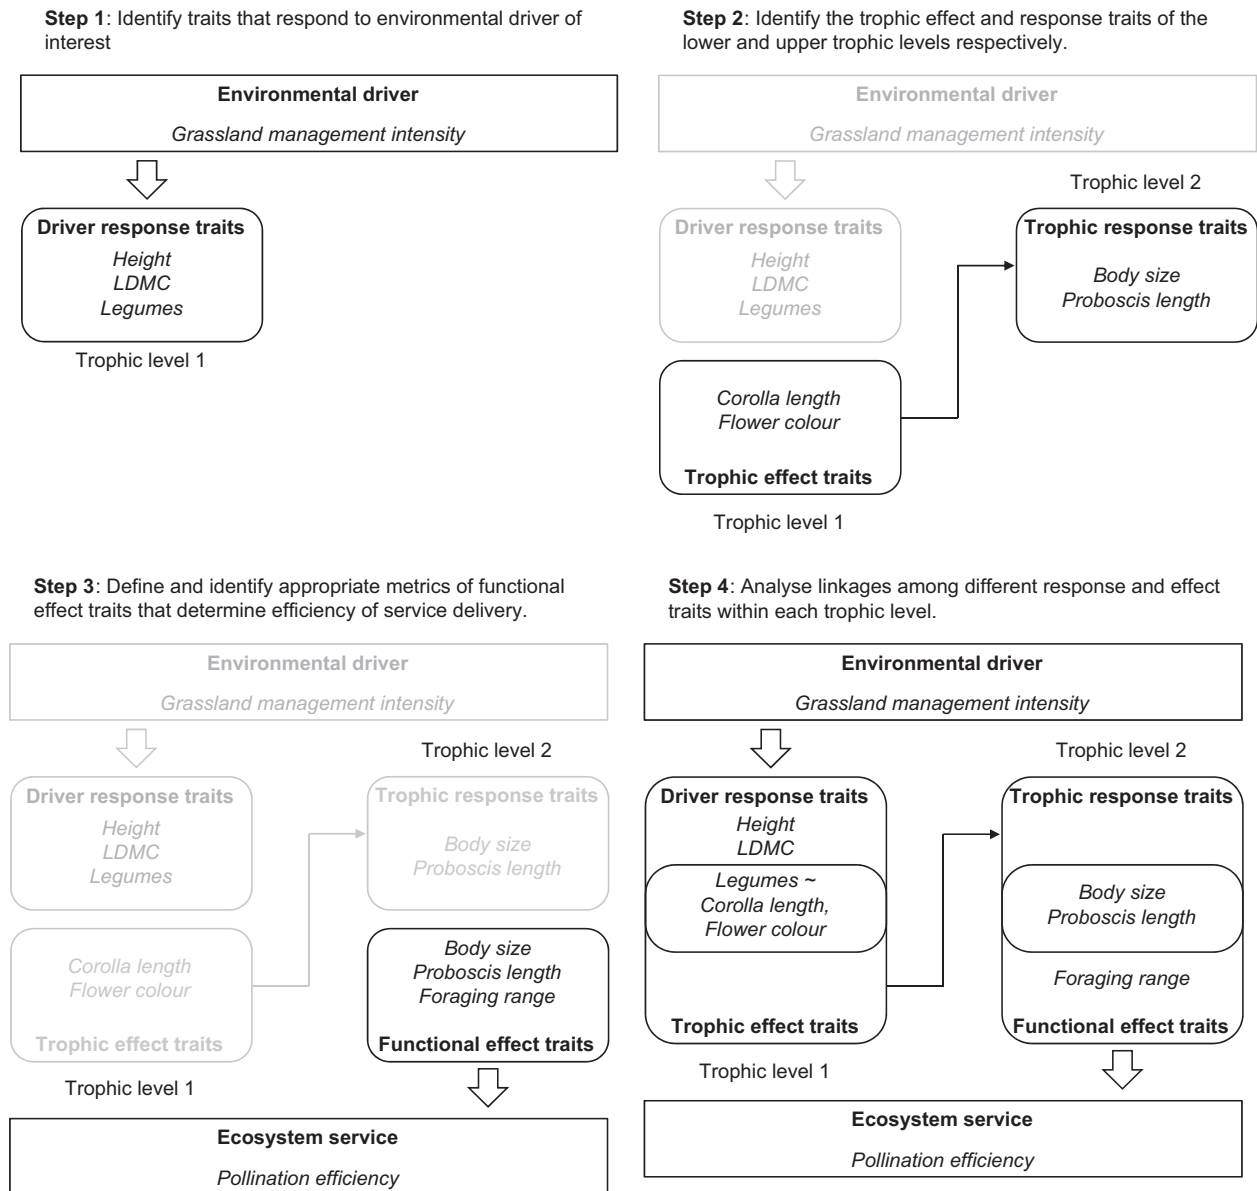 Step 1: Identify traits that respond to environmental driver of
interest
Environmental driver
Grassland management intensity
Driver response traits
Height
LDMC
Legumes
Trophic level 1
Step 2: Identify the trophic effect and response traits of the
lower and upper trophic levels respectively.
Environmental driver
Grassland management intensity
Trophic level 2
Driver response traits
Height
LDMC
Legumes
Trophic response traits
Body size
Proboscis length
Corolla length
Flower colour
Trophic effect traits
Trophic level 1
Step 3: Define and identify appropriate metrics of functional
effect traits that determine efficiency of service delivery.
Environmental driver
Grassland management intensity
Trophic level 2
Driver response traits
Height
LDMC
Legumes
Trophic response traits
Body size
Proboscis length
Corolla length
Flower colour
Trophic effect traits
Trophic level 1
Body size
Proboscis length
Foraging range
Functional effect traits
Ecosystem service
Pollination efficiency
Step 4: Analyse linkages among different response and effect
traits within each trophic level.
Environmental driver
Grassland management intensity
Trophic level 2
Driver response traits
Height
LDMC
Legumes ~
Corolla length,
Flower colour
Trophic effect traits
Trophic level 1
Trophic response traits
Body size
Proboscis length
Foraging range
Functional effect traits
Ecosystem service
Pollination efficiency